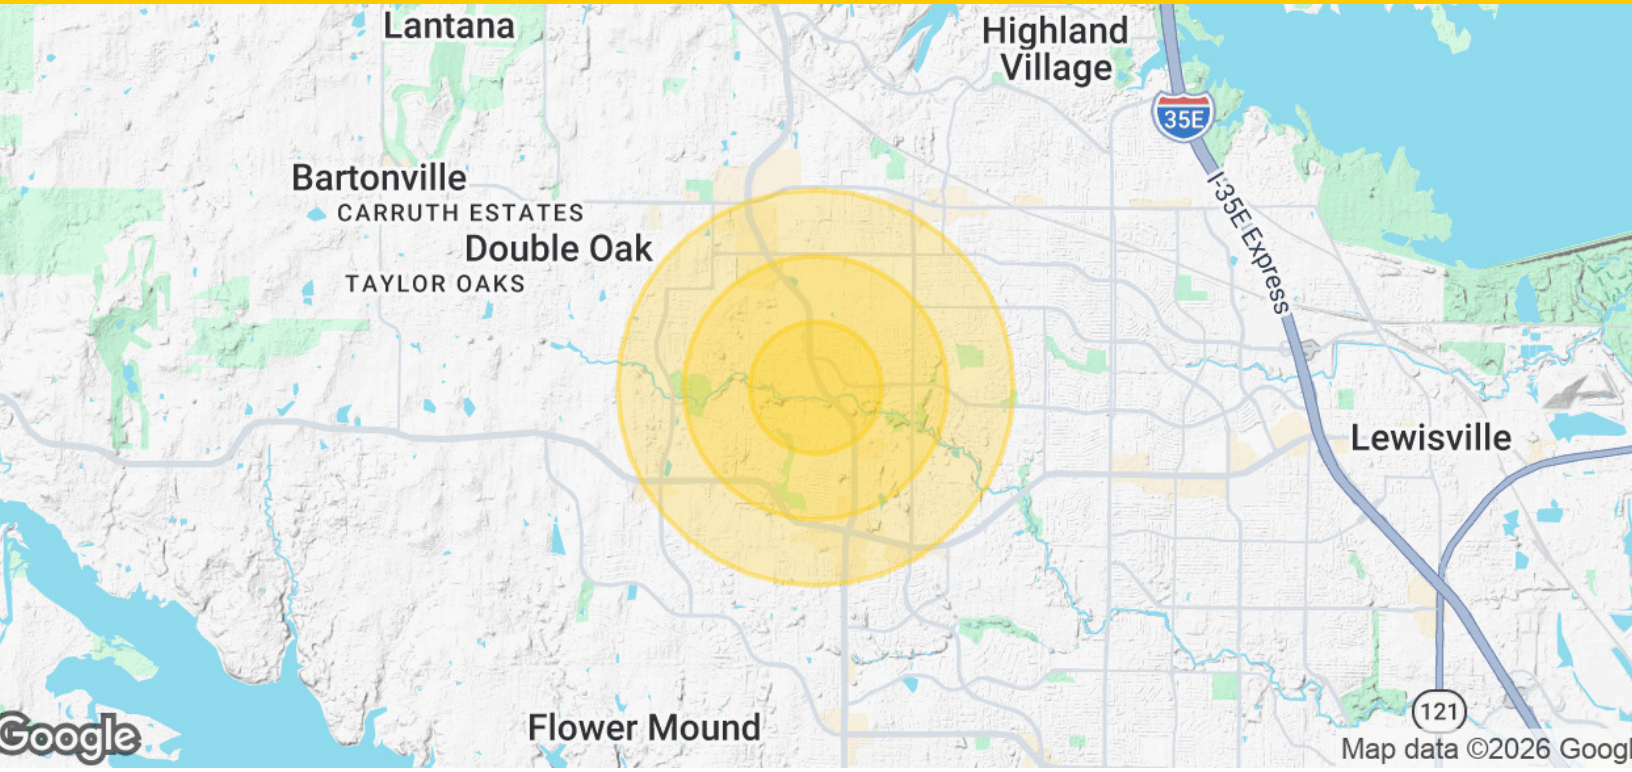 Lantana
Highland
Village
35E
Bartonville
CARRUTH ESTATES
Double Oak
TAYLOR OAKS
I-35E Express
Lewisville
121
Flower Mound
Google
Map data ©2026 Googl